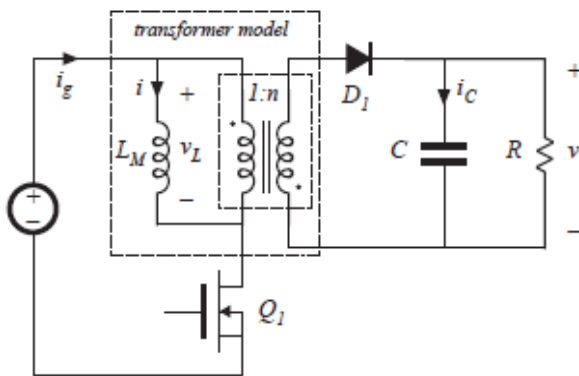 transformer model
i_g
i
+
1:n
D_1
i_C
+
L_M
v_L
C
R
v
+
−
−
−
Q_1